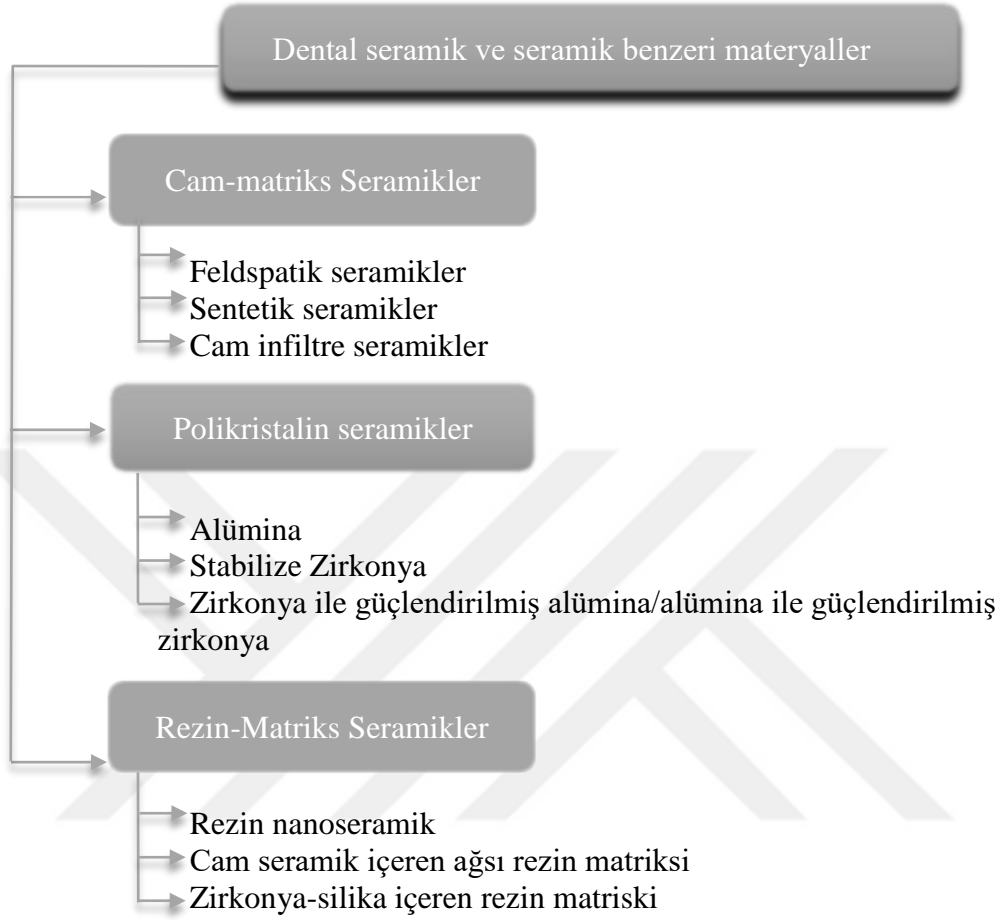 Dental seramik ve seramik benzeri materyaller
Cam-matriks Seramikler
Feldspatik seramikler
Sentetik seramikler
Cam infiltre seramikler
Polikristalin seramikler
Alümina
Stabilize Zirkonya
Zirkonya ile güçlendirilmiş alümina/alümina ile güçlendirilmiş
zirkonya
Rezin-Matriks Seramikler
Rezin nanoseramik
Cam seramik içeren ağsı rezin matriksi
Zirkonya-silika içeren rezin matriski